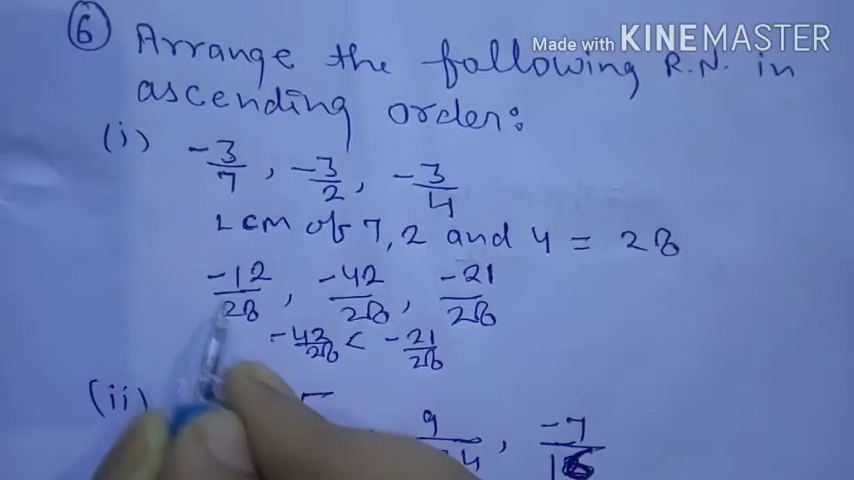 Made with KINEMASTER
6 Arrange the following R.N. in
ascending order:
(i) -3/7, -3/2, -3/4
LCM of 7, 2 and 4 = 28
-12/28, -42/28, -21/28
-42/28 < -21/28
(ii)
9
, -7/16